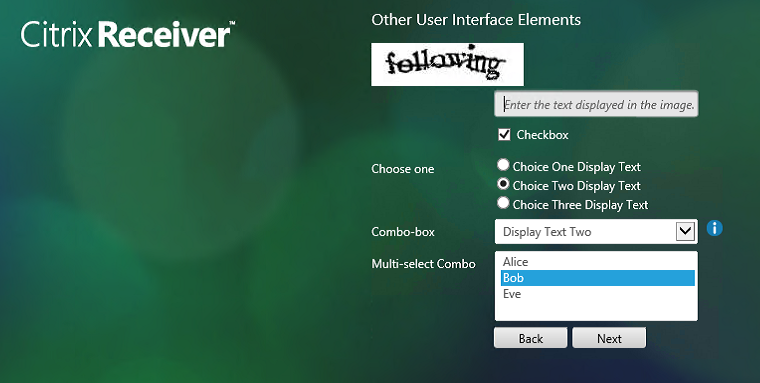 Citrix Receiver™
Other User Interface Elements
following
Enter the text displayed in the image.
Checkbox
Choose one
Choice One Display Text
Choice Two Display Text
Choice Three Display Text
Combo-box
Display Text Two
i
Multi-select Combo
Alice
Bob
Eve
Back
Next